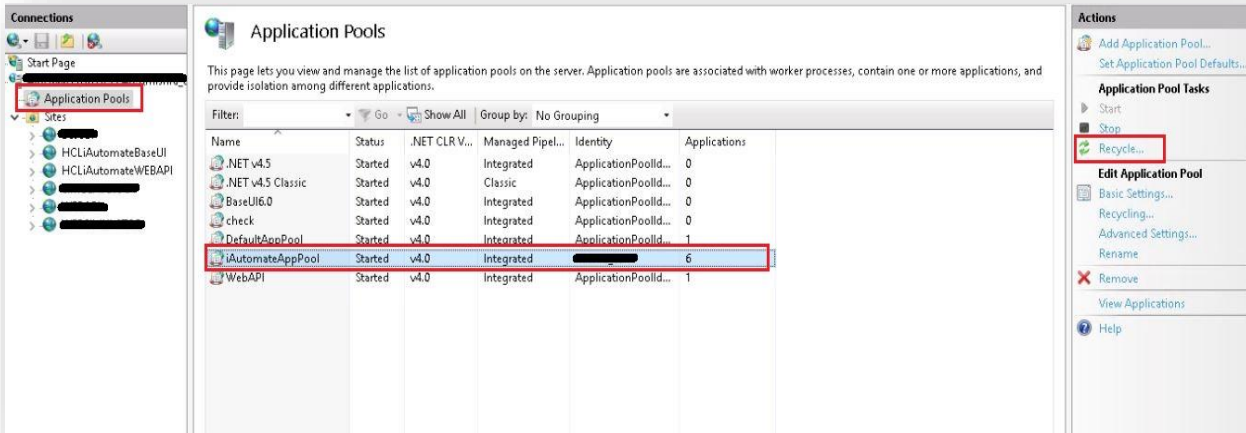 Connections
Start Page
Application Pools
Sites
HCLiAutomateBaseUI
HCLiAutomateWEBAPI
Application Pools
This page lets you view and manage the list of application pools on the server. Application pools are associated with worker processes, contain one or more applications, and
provide isolation among different applications.
Filter: Go Show All Group by: No Grouping
Name Status .NET CLR V... Managed Pipel... Identity Applications
.NET v4.5 Started v4.0 Integrated ApplicationPoolId... 0
.NET v4.5 Classic Started v4.0 Classic ApplicationPoolId... 0
BaseUI6.0 Started v4.0 Integrated ApplicationPoolId... 0
check Started v4.0 Integrated ApplicationPoolId... 0
DefaultAppPool Started v4.0 Integrated ApplicationPoolId... 1
iAutomateAppPool Started v4.0 Integrated 6
WebAPI Started v4.0 Integrated ApplicationPoolId... 1
Actions
Add Application Pool...
Set Application Pool Defaults...
Application Pool Tasks
Start
Stop
Recycle...
Edit Application Pool
Basic Settings...
Recycling...
Advanced Settings...
Rename
Remove
View Applications
Help